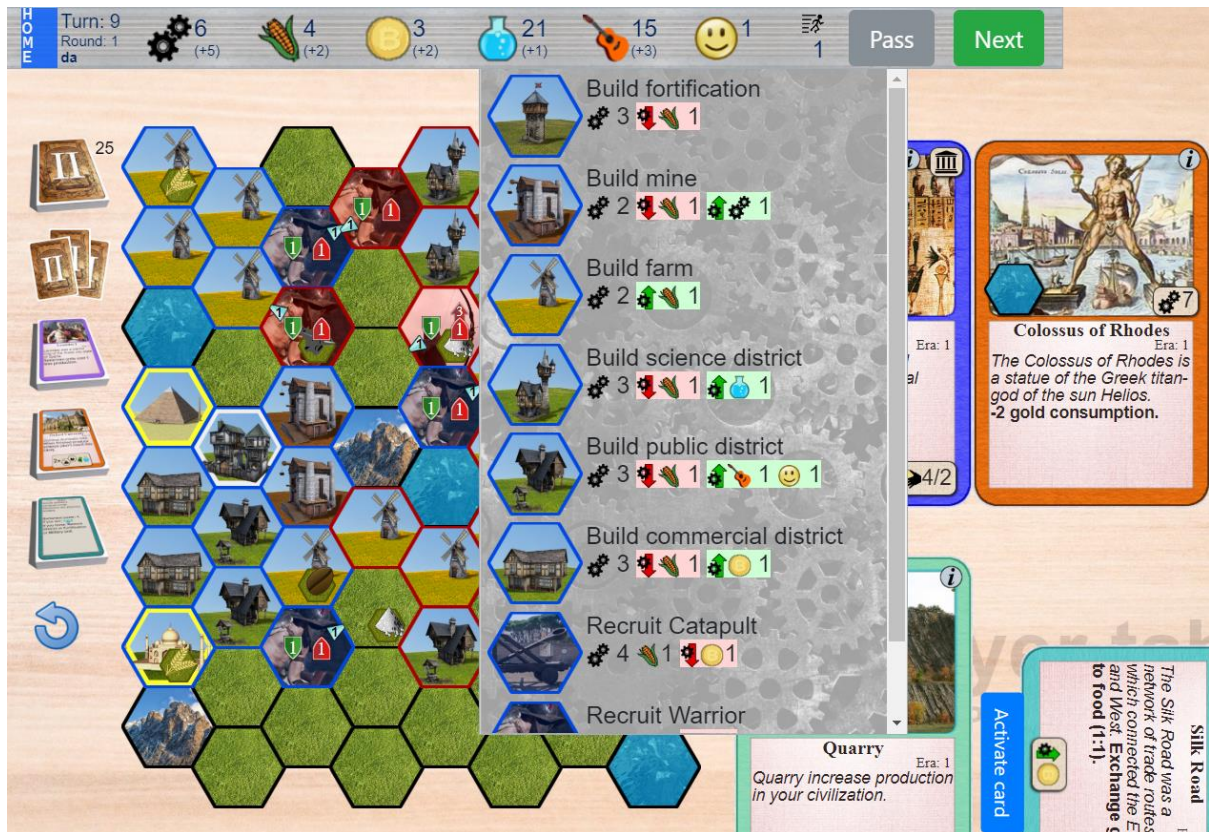 HOME
Turn: 9
Round: 1
da
6
(+5)
4
(+2)
3
(+2)
21
(+1)
15
(+3)
1
1
Pass
Next
II
25
II
Build fortification
3 1
Build mine
2 1 1
Build farm
2 1
Build science district
3 1 1
Build public district
3 1 1 1
Build commercial district
3 1 1
Recruit Catapult
4 1 1
Recruit Warrior
1 1
1 1
1 1
3
1 1
1 1
1 1
i
Era: 1
4/2
i
7
Colossus of Rhodes
Era: 1
The Colossus of Rhodes is
a statue of the Greek titan-
god of the sun Helios.
-2 gold consumption.
i
Quarry
Era: 1
Quarry increase production
in your civilization.
Activate card
Silk Road
The Silk Road was a
network of trade routes
which connected the E
and West. Exchange g
to food (1:1).